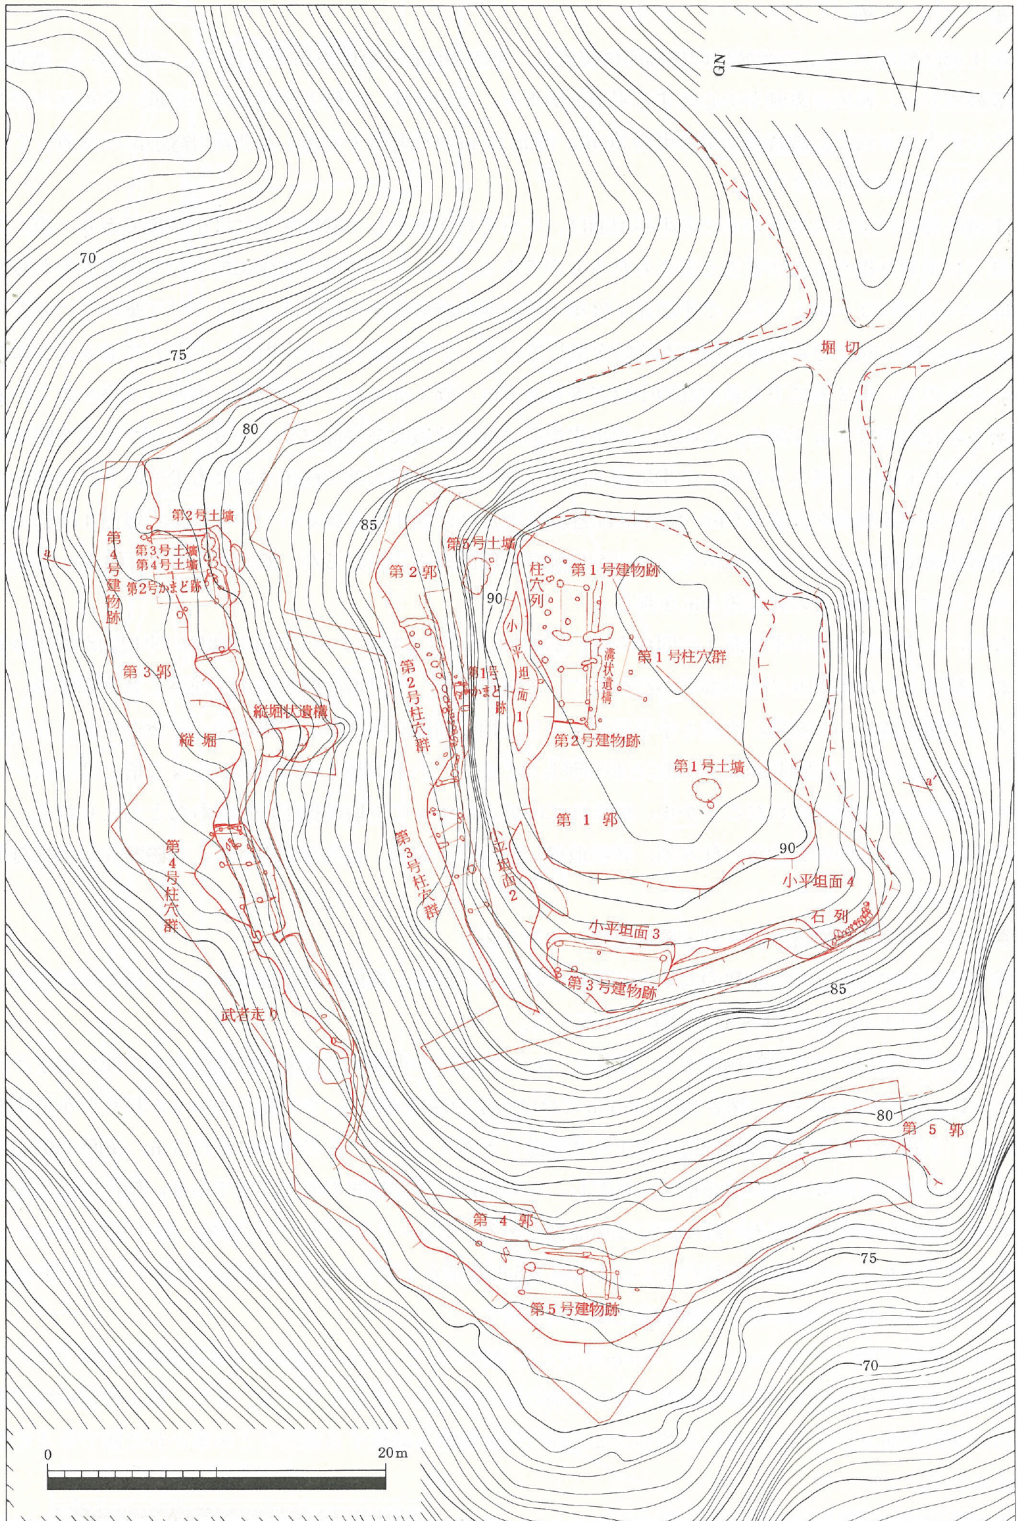 GN
70
堀切
75
80
85
第2号土壙
第5号土壙
第3号土壙
第4号土壙
第4号建物跡
第2郭
柱穴列
第1号建物跡
第2号かまど跡
90
小平坦面1
溝状遺構
第1号柱穴群
第3郭
第2号柱穴群
第1号かまど跡
縦堀状遺構
縦堀
第2号建物跡
第1号土壙
a'
第1郭
第4号柱穴群
第3号柱穴群
小平坦面2
90
小平坦面4
石列
小平坦面3
第3号建物跡
85
武者走り
80
第5郭
第4郭
75
第5号建物跡
70
0 20m